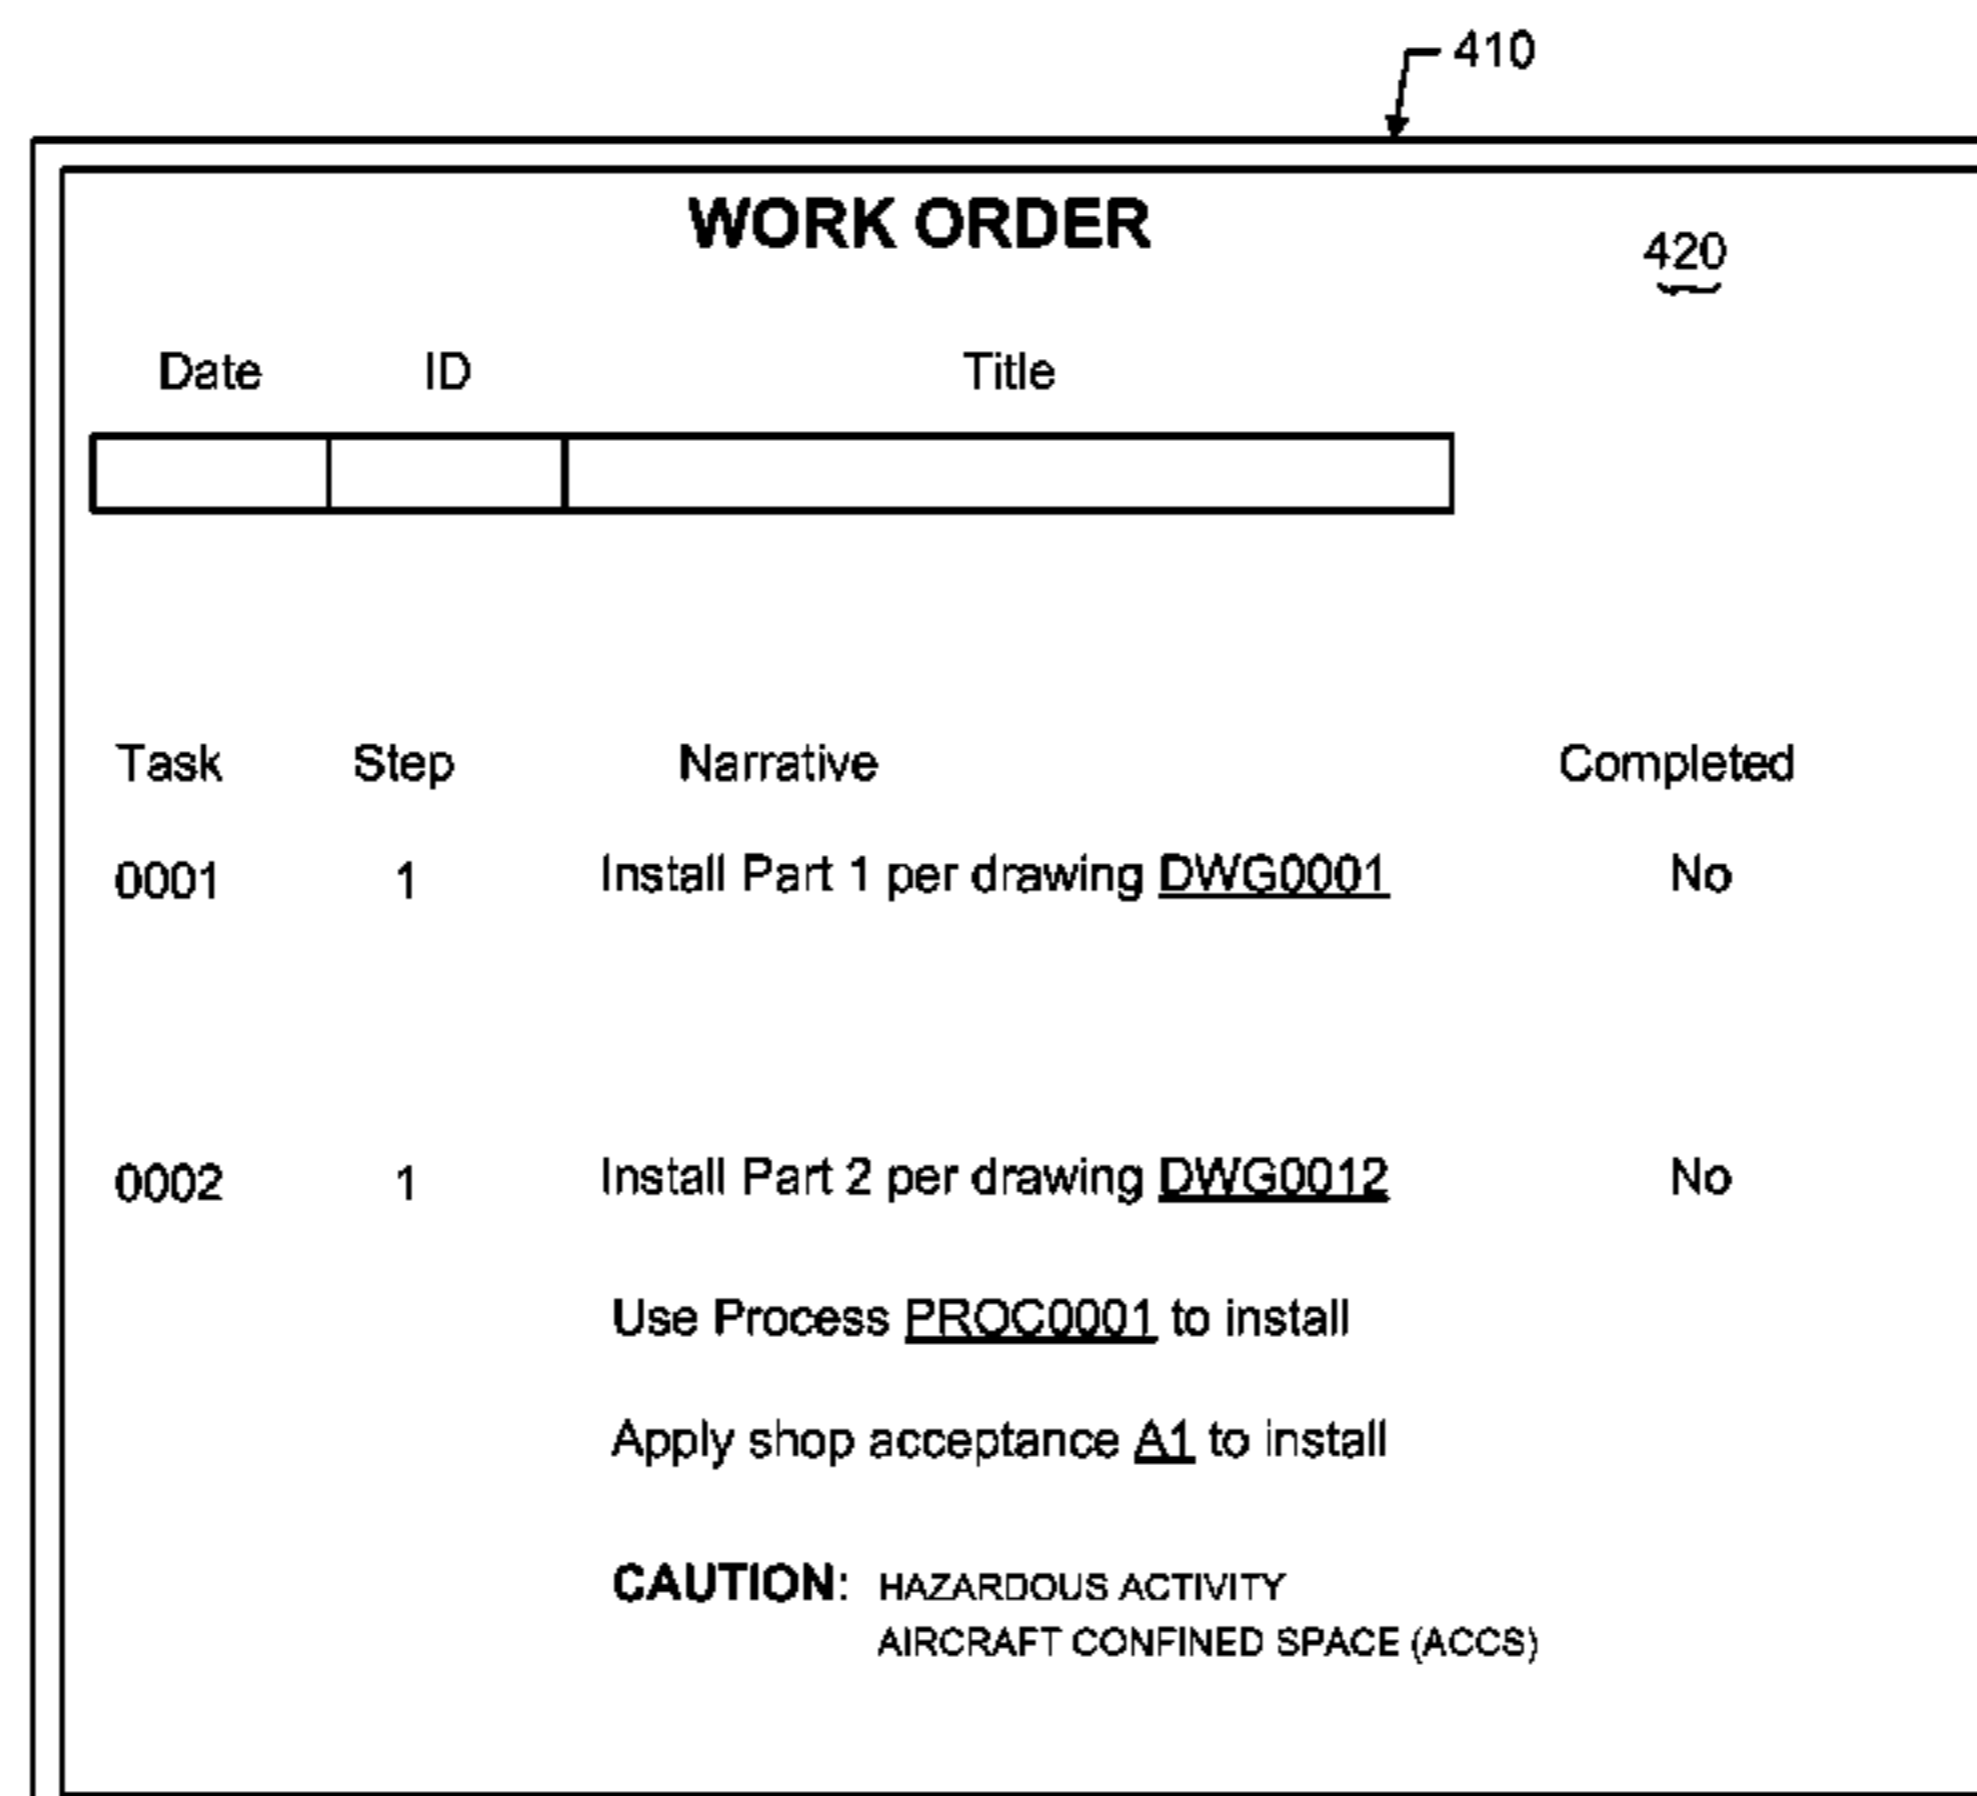 410
WORK ORDER
420
Date ID Title
Task Step Narrative Completed
0001 1 Install Part 1 per drawing DWG0001 No
0002 1 Install Part 2 per drawing DWG0012 No
Use Process PROC0001 to install
Apply shop acceptance A1 to install
CAUTION: HAZARDOUS ACTIVITY
AIRCRAFT CONFINED SPACE (ACCS)